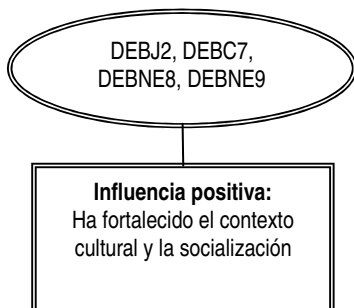 DEBJ2, DEBC7,
DEBNE8, DEBNE9
Influencia positiva:
Ha fortalecido el contexto
cultural y la socialización